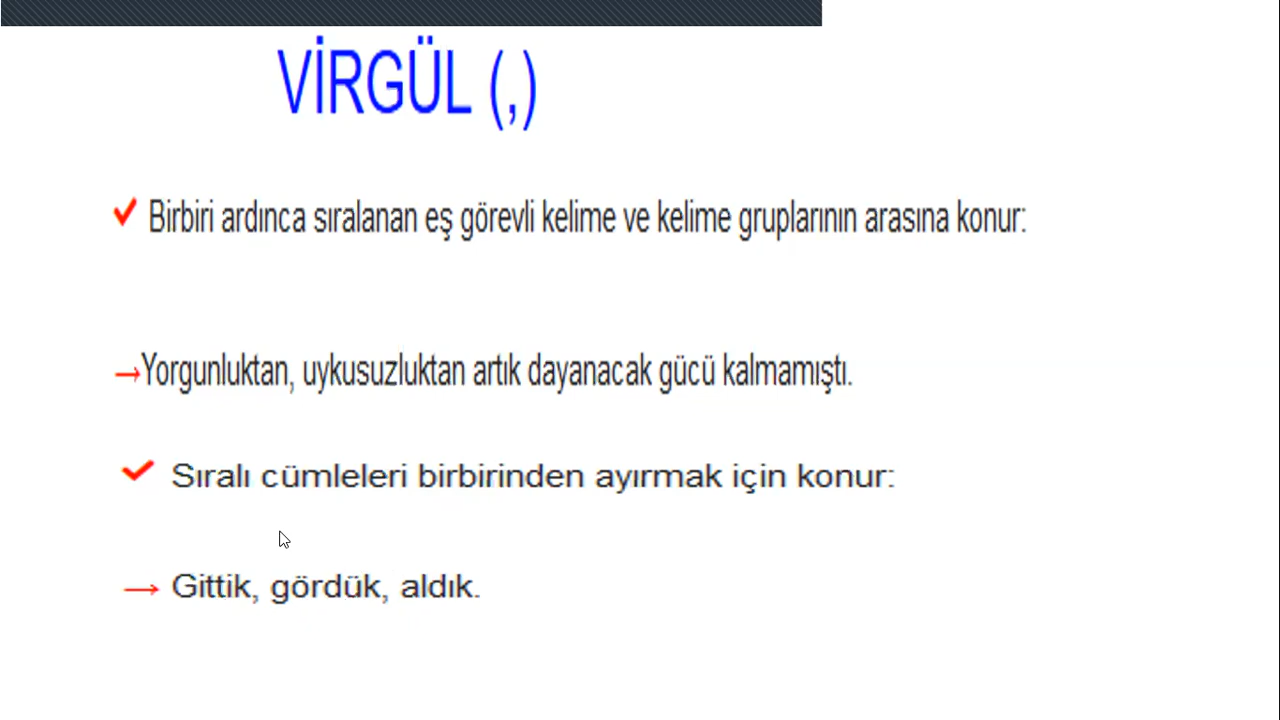 VİRGÜL (,)
✓ Birbiri ardınca sıralanan eş görevli kelime ve kelime gruplarının arasına konur:
→Yorgunluktan, uykusuzluktan artık dayanacak gücü kalmamıştı.
✓ Sıralı cümleleri birbirinden ayırmak için konur:
→ Gittik, gördük, aldık.